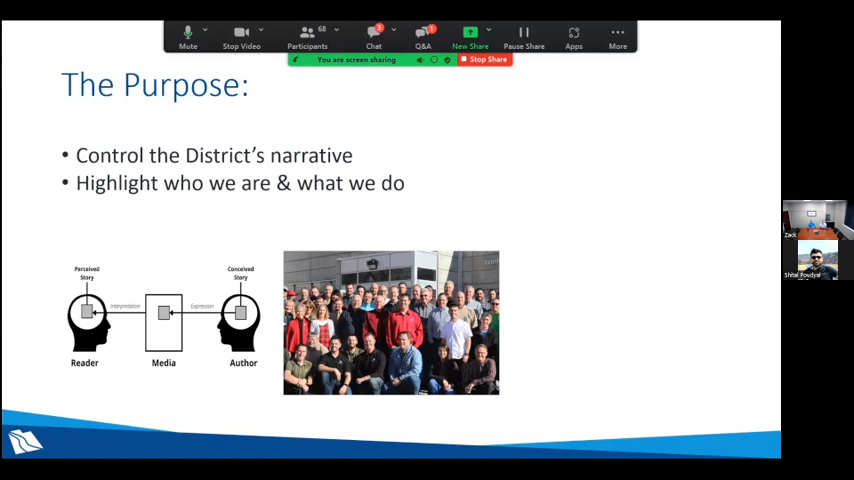 68
3
1
Mute
Stop Video
Participants
Chat
Q&A
New Share
Pause Share
Apps
More
You are screen sharing
Stop Share
The Purpose:
• Control the District's narrative
• Highlight who we are & what we do
Perceived
Story
Conceived
Story
Interpretation
Expression
Reader
Media
Author
Zack
Shital Poudyal